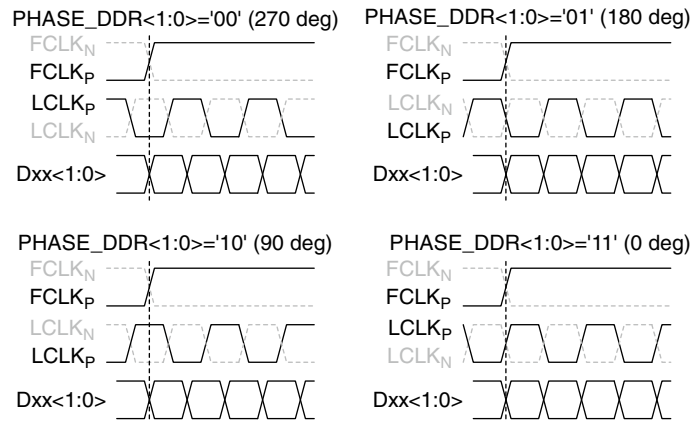 PHASE_DDR<1:0>='00' (270 deg)
FCLKN
FCLKP
LCLKP
LCLKN
Dxx<1:0>
PHASE_DDR<1:0>='01' (180 deg)
FCLKN
FCLKP
LCLKN
LCLKP
Dxx<1:0>
PHASE_DDR<1:0>='10' (90 deg)
FCLKN
FCLKP
LCLKN
LCLKP
Dxx<1:0>
PHASE_DDR<1:0>='11' (0 deg)
FCLKN
FCLKP
LCLKP
LCLKN
Dxx<1:0>